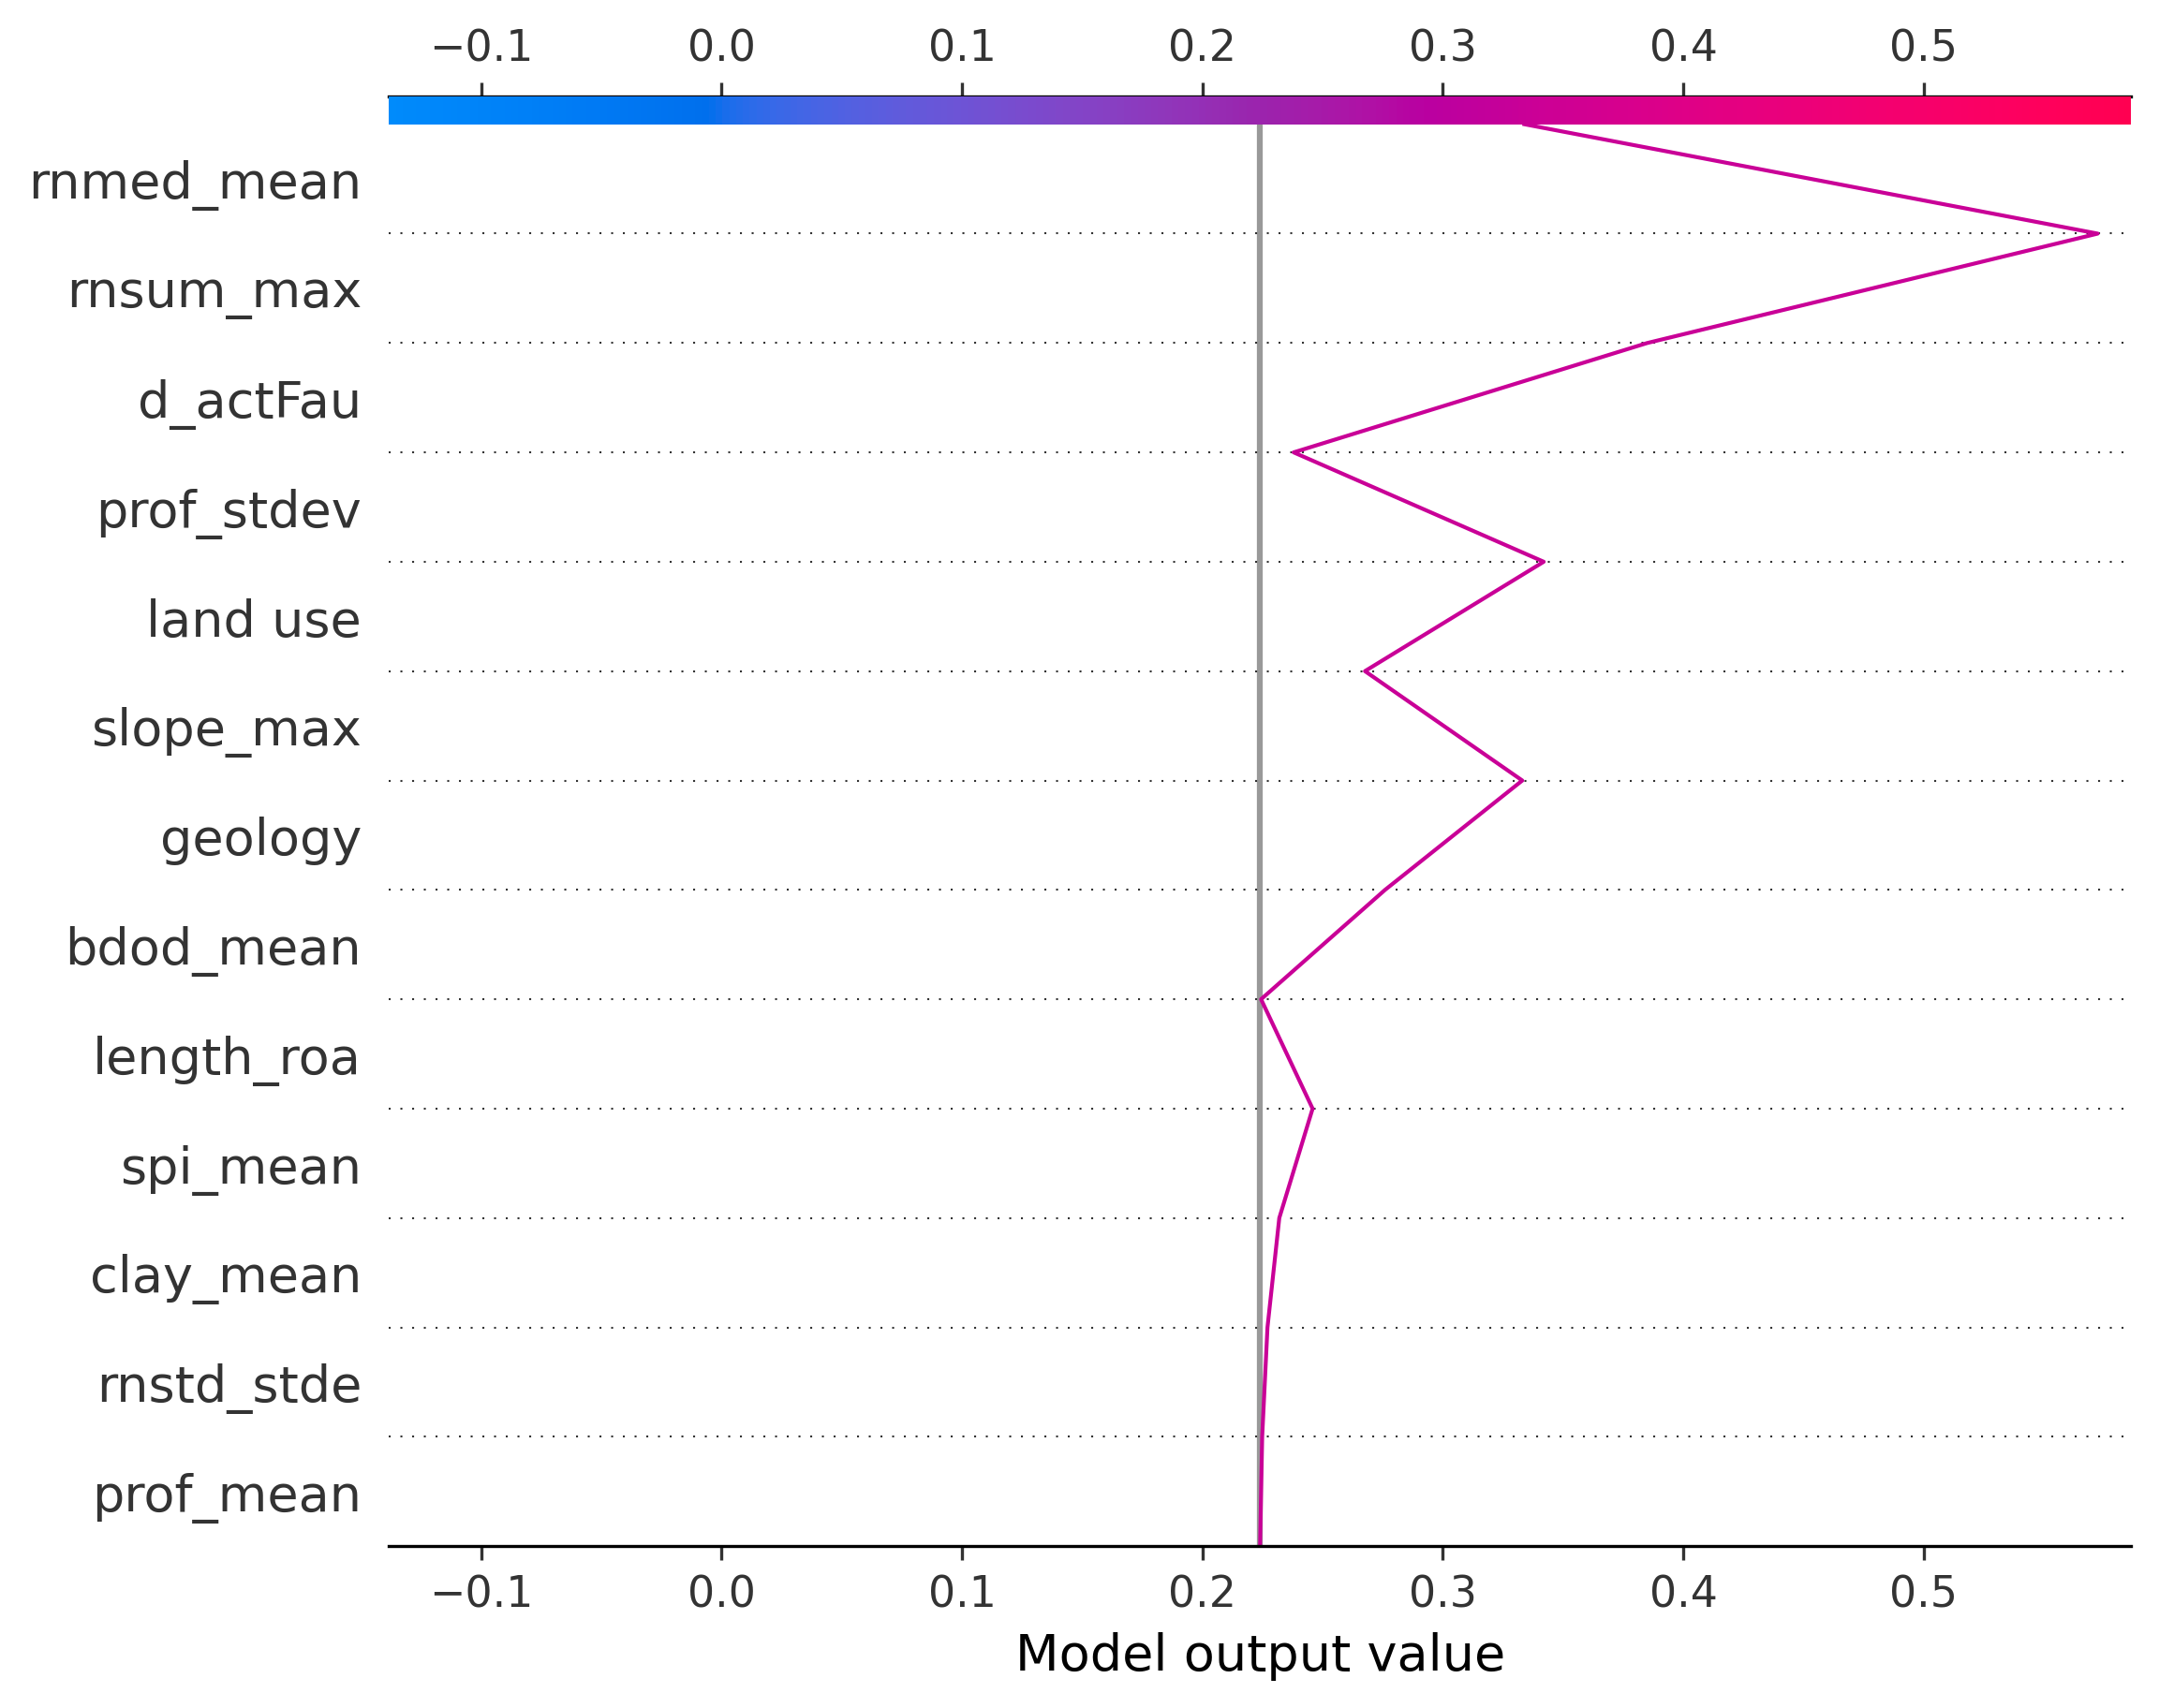 −0.1 0.0 0.1 0.2 0.3 0.4 0.5
rnmed_mean
rnsum_max
d_actFau
prof_stdev
land use
slope_max
geology
bdod_mean
length_roa
spi_mean
clay_mean
rnstd_stde
prof_mean
−0.1 0.0 0.1 0.2 0.3 0.4 0.5
Model output value